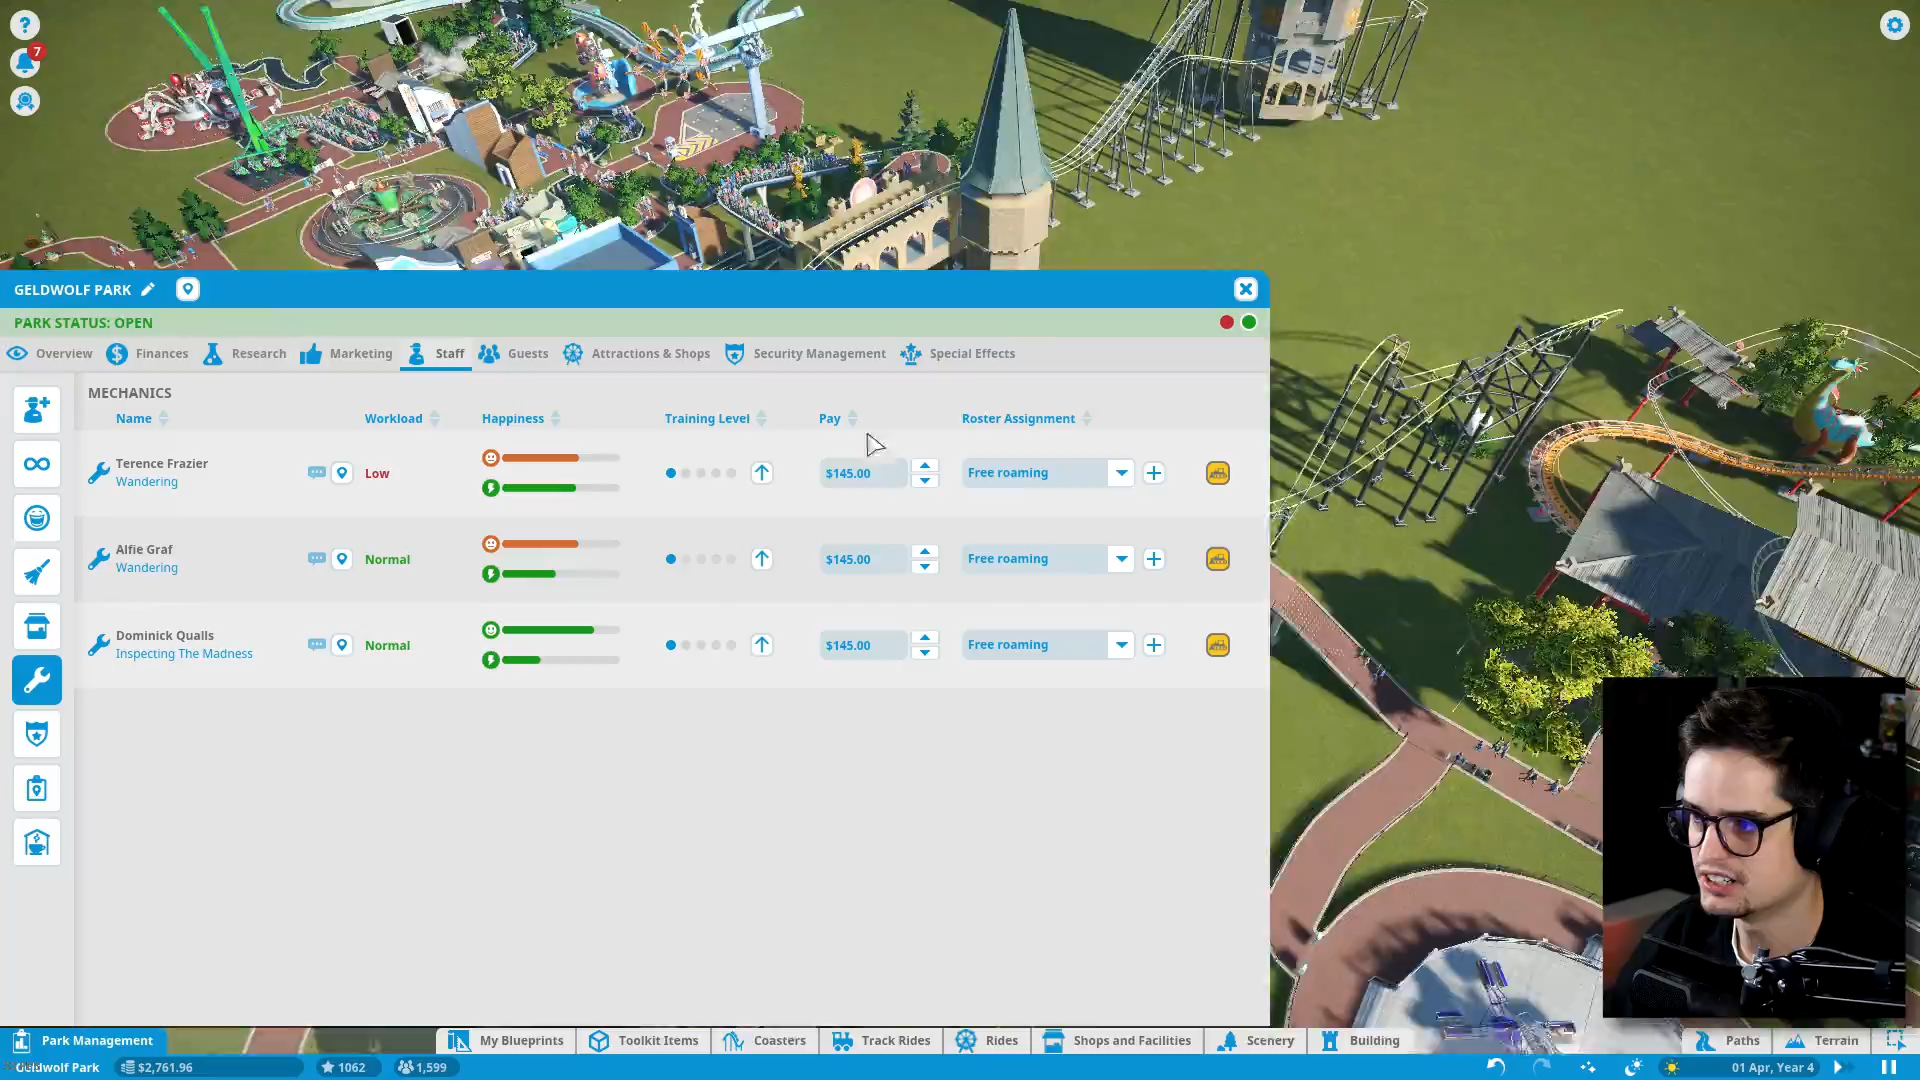 7
GELDWOLF PARK
PARK STATUS: OPEN
Overview Finances Research Marketing Staff Guests Attractions & Shops Security Management Special Effects
MECHANICS
Name Workload Happiness Training Level Pay Roster Assignment
Terence Frazier
Wandering
Low $145.00 Free roaming
Alfie Graf
Wandering
Normal $145.00 Free roaming
Dominick Qualls
Inspecting The Madness
Normal $145.00 Free roaming
Park Management My Blueprints Toolkit Items Coasters Track Rides Rides Shops and Facilities Scenery Building Paths Terrain
Geldwolf Park $2,761.96 1062 1,599 01 Apr, Year 4